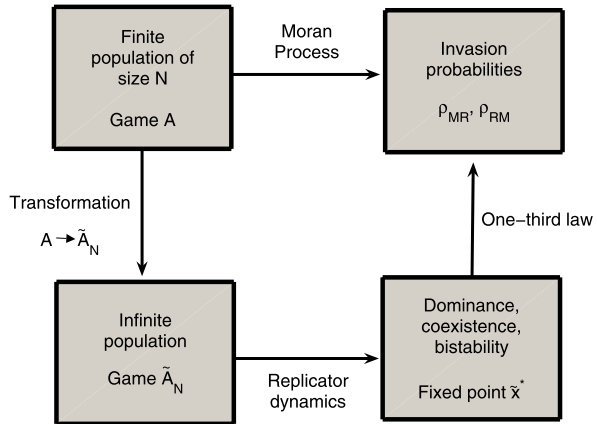 Finite
population of
size N
Game A
Moran
Process
Invasion
probabilities
ρMR, ρRM
Transformation
A → ÃN
One−third law
Infinite
population
Game ÃN
Replicator
dynamics
Dominance,
coexistence,
bistability
Fixed point x̃*